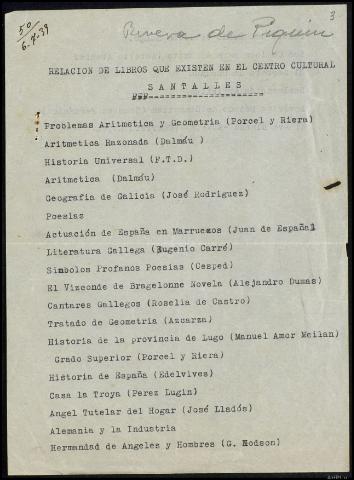 50
6-7-39
Rivera de Piquin
3
RELACION DE LIBROS QUE EXISTEN EN EL CENTRO CULTURAL
SANTALLES
Problemas Aritmetica y Geometria (Porcel y Riera)
Aritmetica Razonada (Dalmáu )
Historia Universal (F.T.D.)
Aritmetica (Dalmáu)
Geografia de Galicia (José Rodriguez)
Poesias
Actuación de España en Marruecos (Juan de España)
Literatura Gallega (Eugenio Carré)
Simbolos Profanos Poesias (Cesped)
El Vizconde de Bragelonne Novela (Alejandro Dumas)
Cantares Gallegos (Roselia de Castro)
Tratado de Geometria (Azcarza)
Historia de la provincia de Lugo (Manuel Amor Meilan)
Grado Superior (Porcel y Riera)
Historia de España (Edelvives)
Casa la Troya (Perez Lugin)
Angel Tutelar del Hogar (José Lladós)
Alemania y la Industria
Hermandad de Angeles y Hombres (G. Hodson)